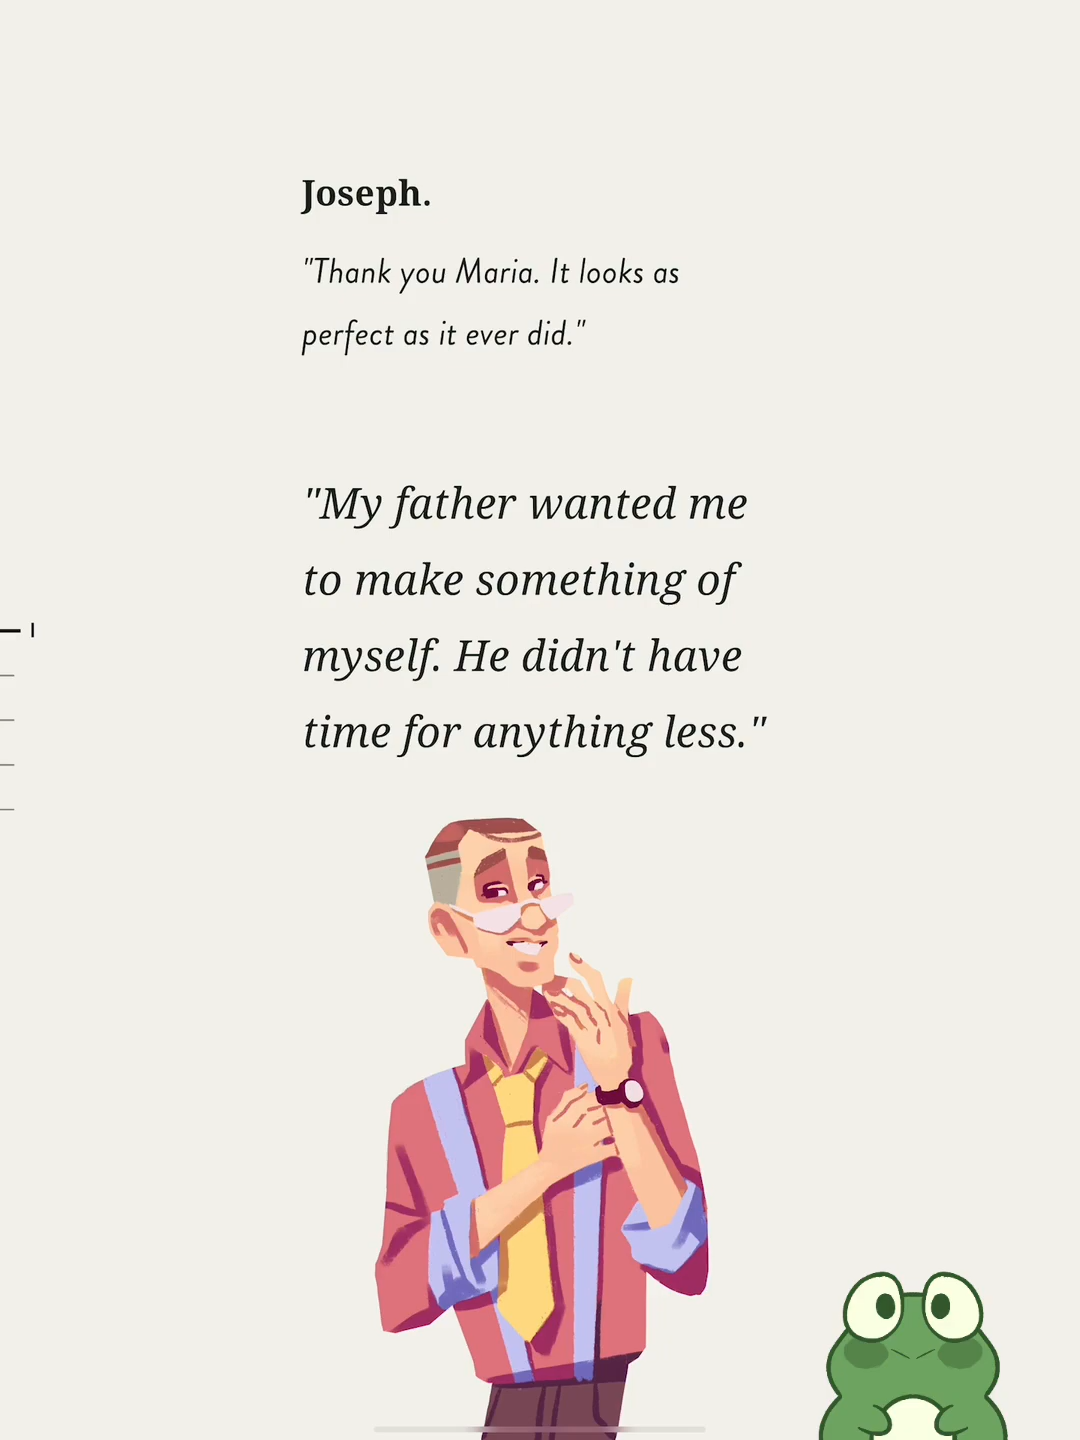 Joseph.
"Thank you Maria. It looks as
perfect as it ever did."
"My father wanted me
to make something of
myself. He didn't have
time for anything less."